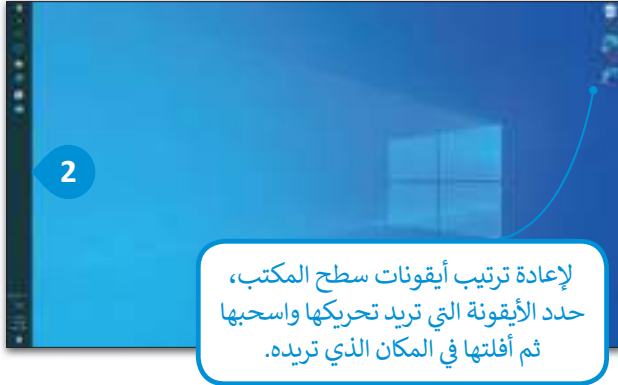 2
لإعادة ترتيب أيقونات سطح المكتب،
حدد الأيقونة التي تريد تحريكها واسحبها
ثم أفلتها في المكان الذي تريده.